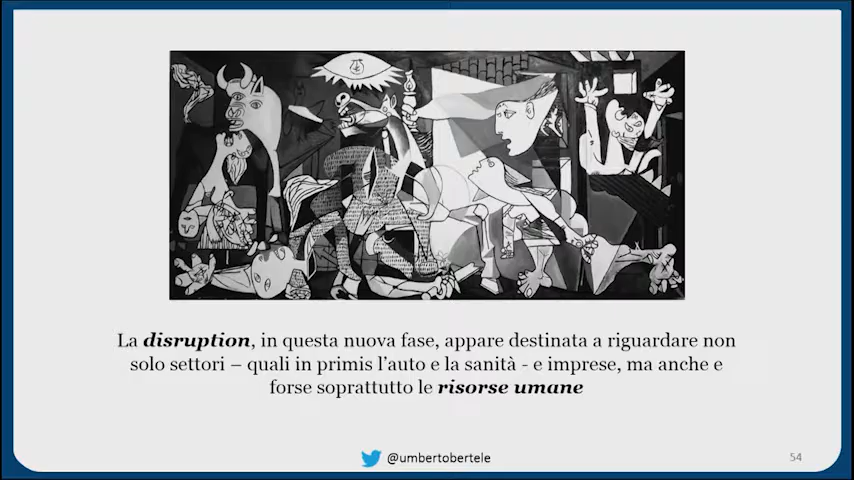 La disruption, in questa nuova fase, appare destinata a riguardare non
solo settori – quali in primis l’auto e la sanità - e imprese, ma anche e
forse soprattutto le risorse umane
@umbertobertele
54